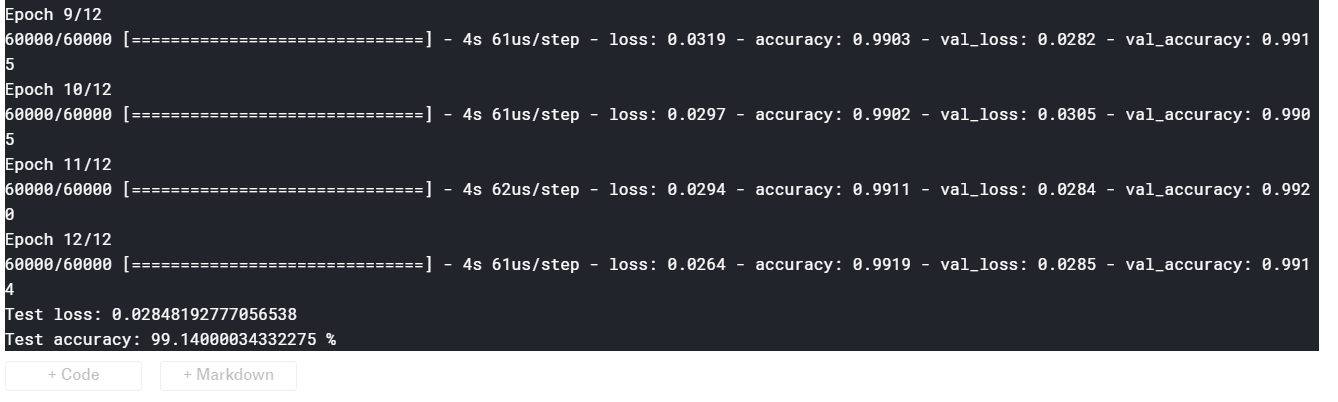 Epoch 9/12
60000/60000 [==============================] - 4s 61us/step - loss: 0.0319 - accuracy: 0.9903 - val_loss: 0.0282 - val_accuracy: 0.991
5
Epoch 10/12
60000/60000 [==============================] - 4s 61us/step - loss: 0.0297 - accuracy: 0.9902 - val_loss: 0.0305 - val_accuracy: 0.990
5
Epoch 11/12
60000/60000 [==============================] - 4s 62us/step - loss: 0.0294 - accuracy: 0.9911 - val_loss: 0.0284 - val_accuracy: 0.992
0
Epoch 12/12
60000/60000 [==============================] - 4s 61us/step - loss: 0.0264 - accuracy: 0.9919 - val_loss: 0.0285 - val_accuracy: 0.991
4
Test loss: 0.02848192777056538
Test accuracy: 99.14000034332275 %
+ Code + Markdown